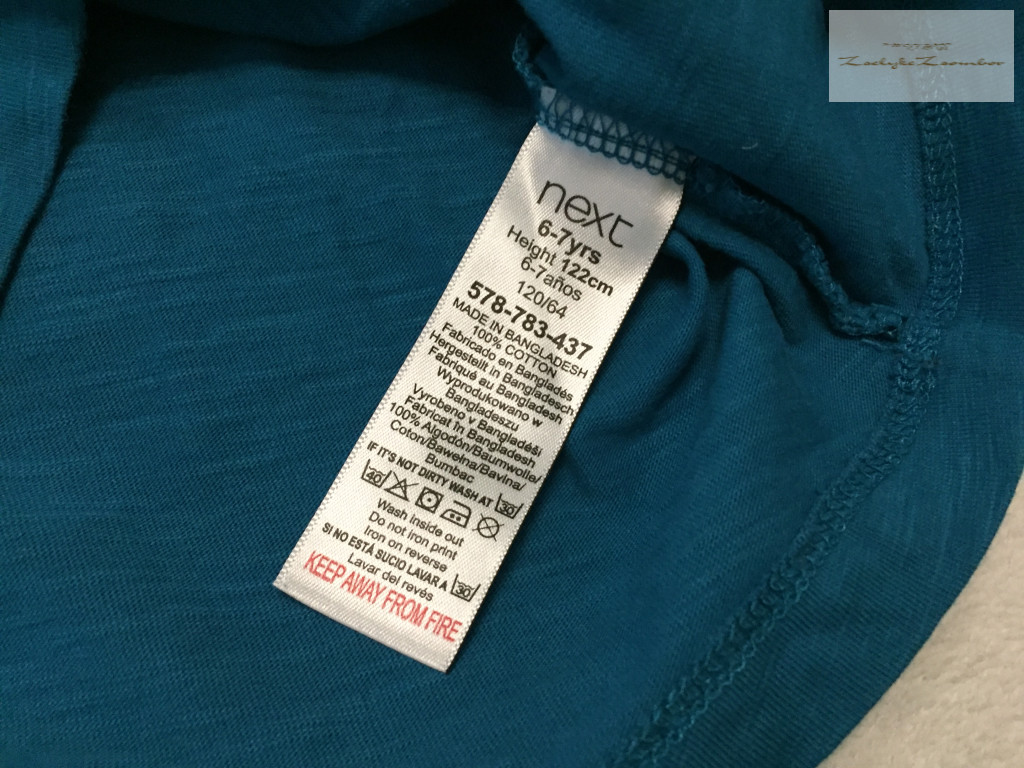 next
6-7yrs
Height 122cm
6-7años
120/64
578-783-437
MADE IN BANGLADESH
100% COTTON
Fabricado en Bangladés
Hergestellt in Bangladesch
Fabriqué au Bangladesh
Wyprodukowano w
Bangladeszu
Vyrobeno v Bangladéši
Fabricat în Bangladesh
100% Algodón/Baumwolle/
Coton/Bawełna/Bavlna/
Bumbac
IF IT'S NOT DIRTY WASH AT 30
40
Wash inside out
Do not iron print
Iron on reverse
SI NO ESTÁ SUCIO LAVAR A 30
Lavar del revés
KEEP AWAY FROM FIRE